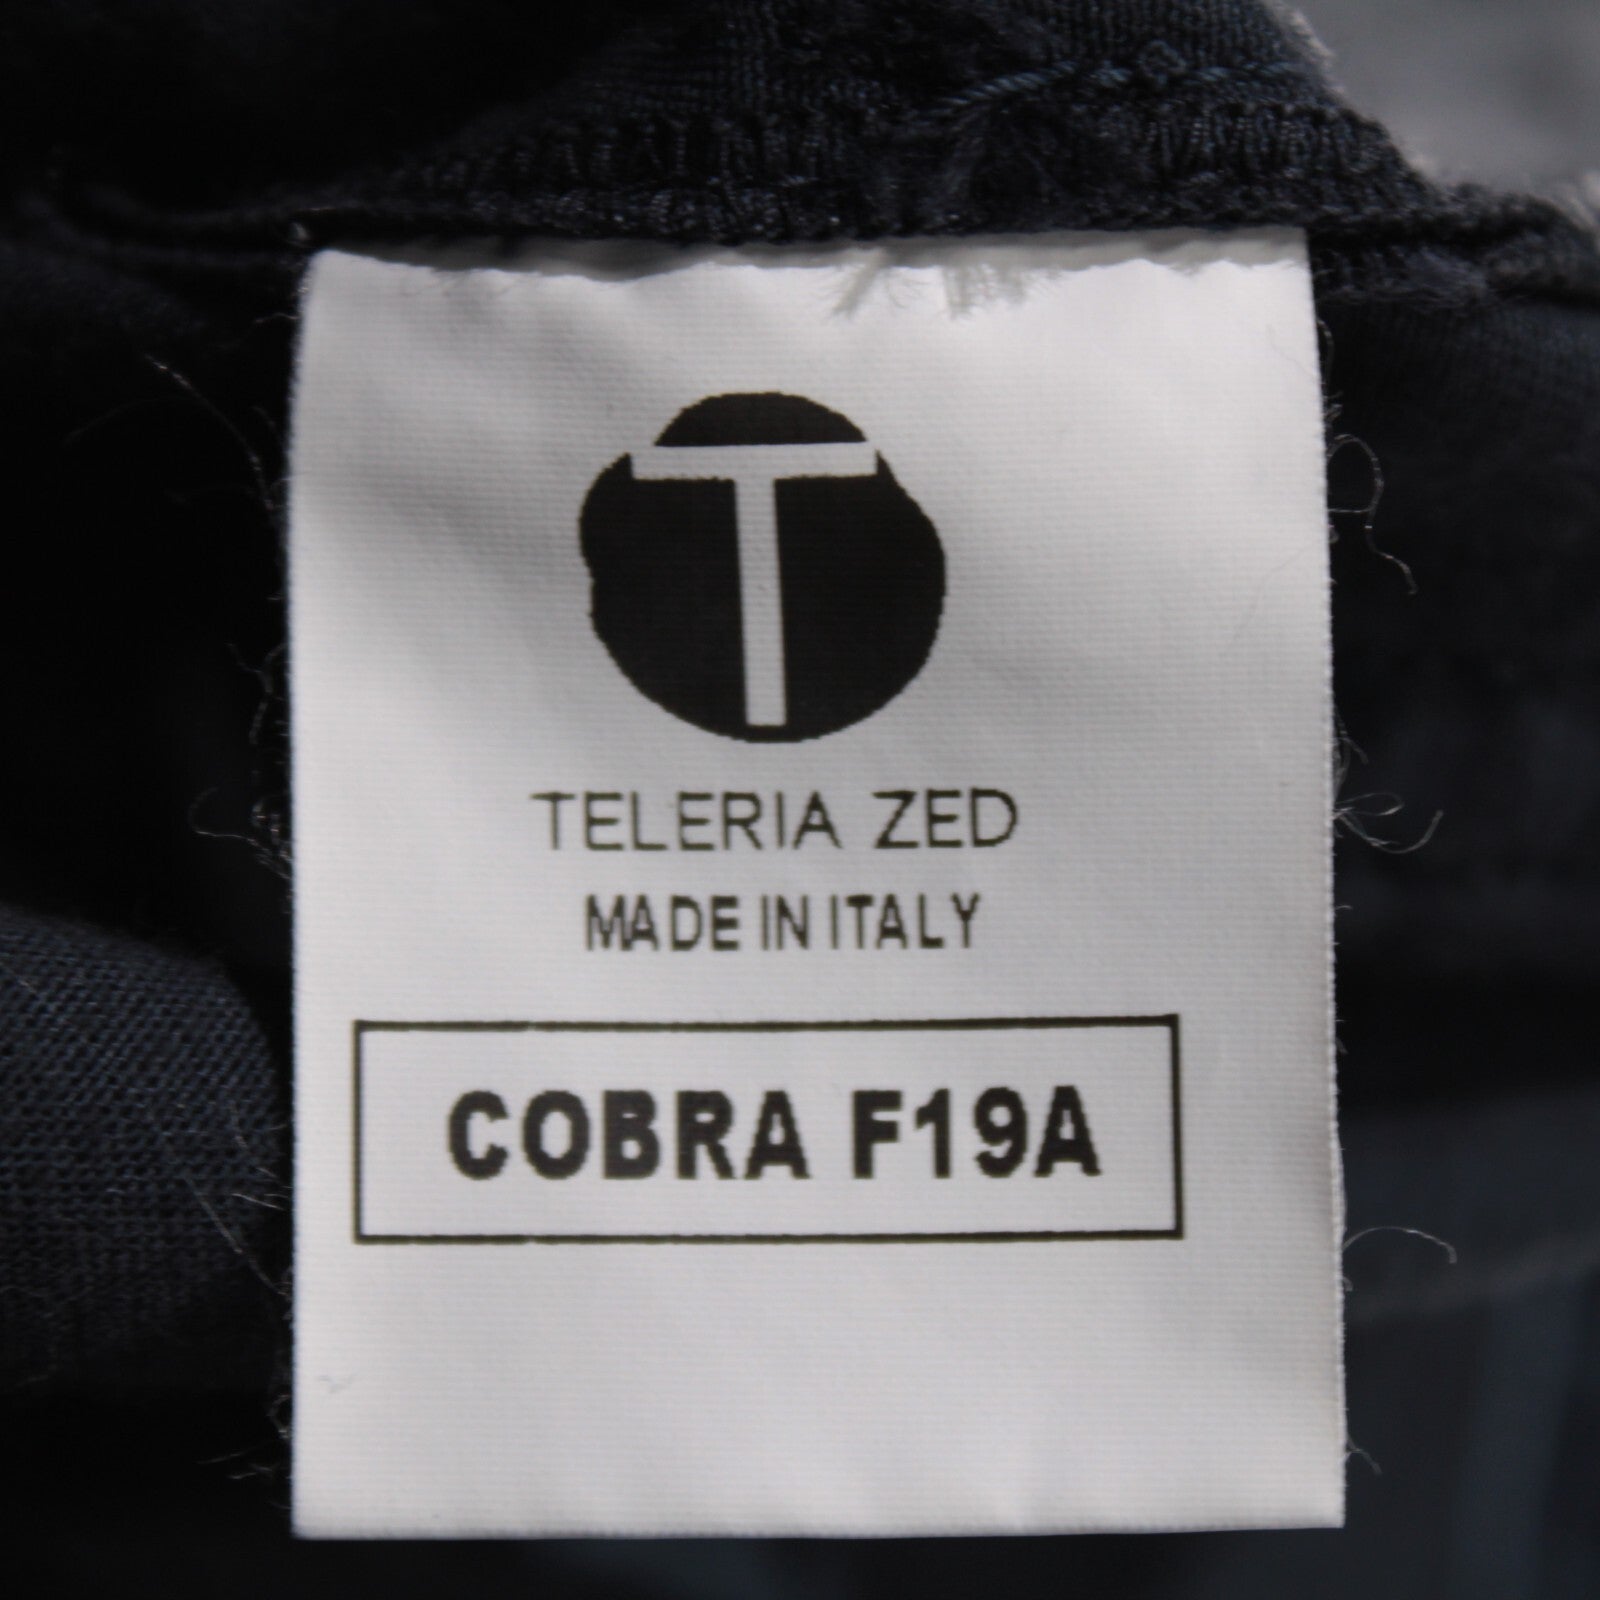 T
TELERIA ZED
MADE IN ITALY
COBRA F19A